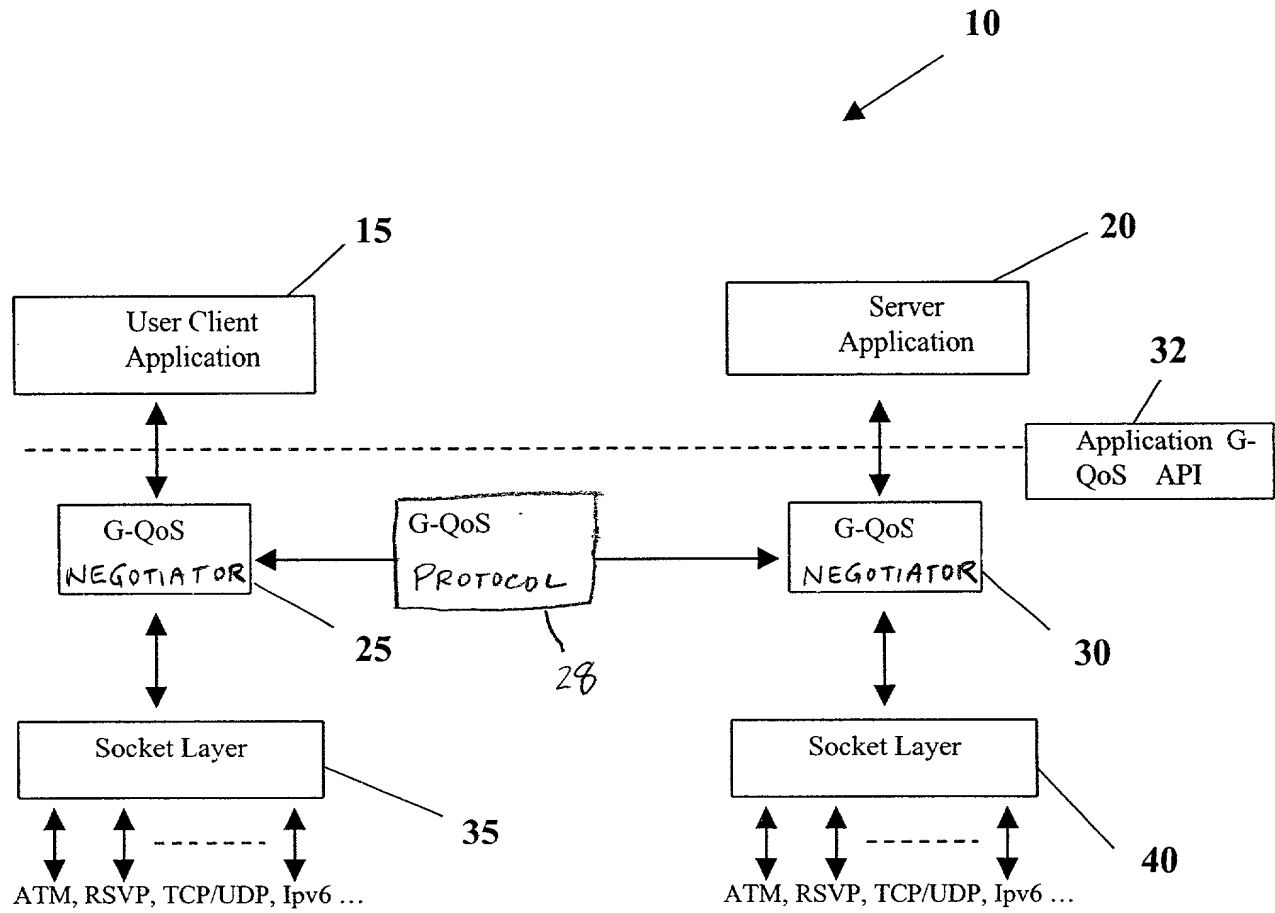 10
15
20
User Client
Application
Server
Application
32
Application G-
QoS API
G-QoS
NEGOTIATOR
G-QoS
PROTOCOL
G-QoS
NEGOTIATOR
25
28
30
Socket Layer
Socket Layer
35
40
ATM, RSVP, TCP/UDP, Ipv6 ...
ATM, RSVP, TCP/UDP, Ipv6 ...